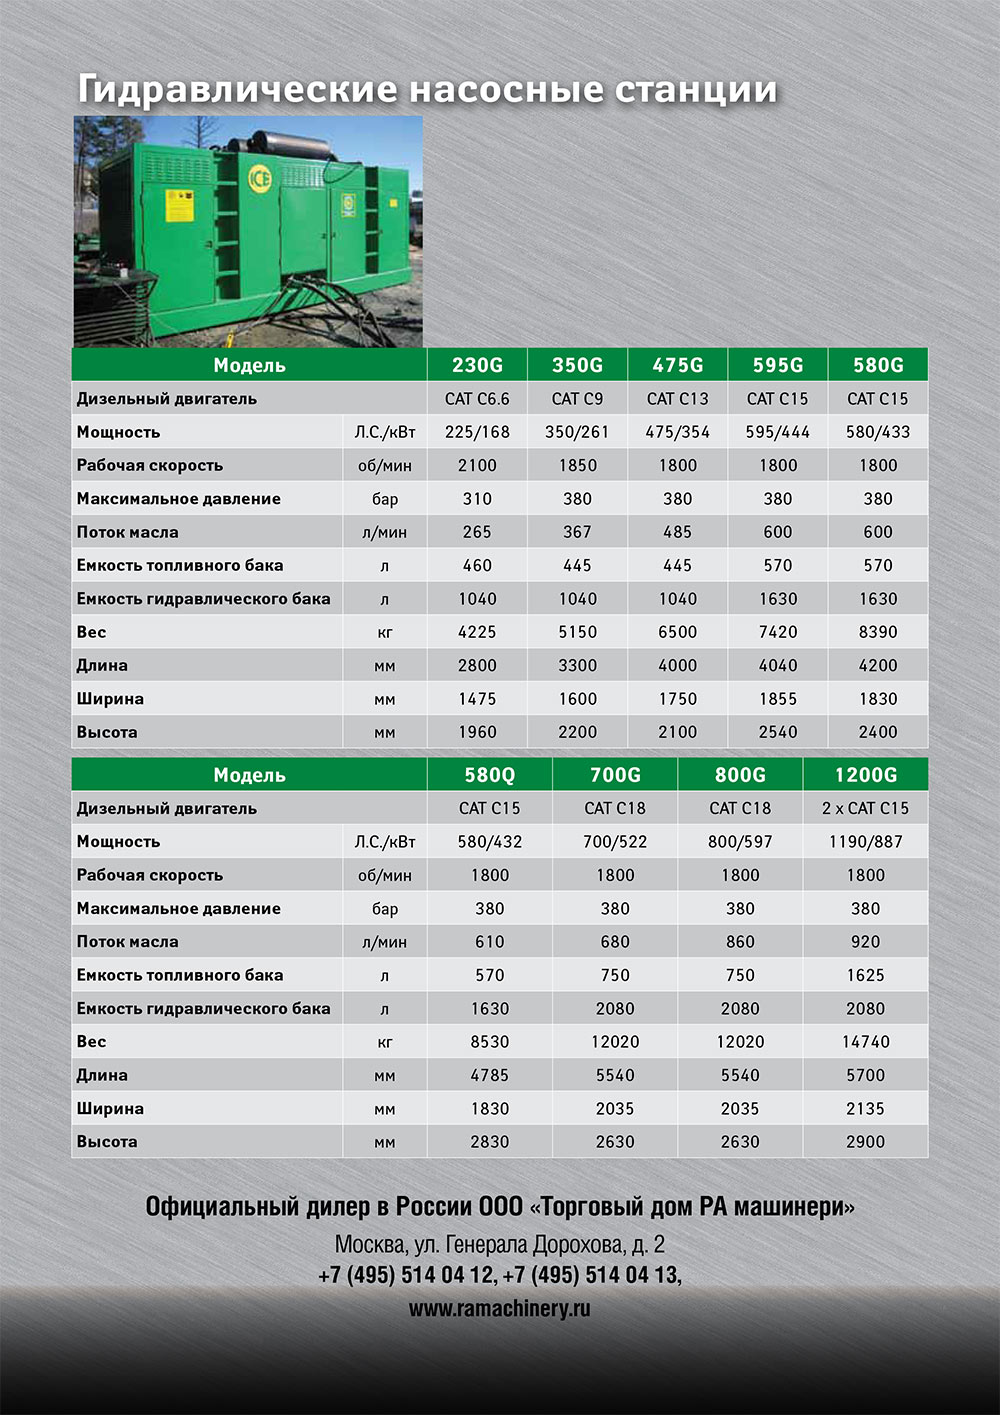 Гидравлические насосные станции
ICE
Модель 230G 350G 475G 595G 580G
Дизельный двигатель CAT C6.6 CAT C9 CAT C13 CAT C15 CAT C15
Мощность Л.С./кВт 225/168 350/261 475/354 595/444 580/433
Рабочая скорость об/мин 2100 1850 1800 1800 1800
Максимальное давление бар 310 380 380 380 380
Поток масла л/мин 265 367 485 600 600
Емкость топливного бака л 460 445 445 570 570
Емкость гидравлического бака л 1040 1040 1040 1630 1630
Вес кг 4225 5150 6500 7420 8390
Длина мм 2800 3300 4000 4040 4200
Ширина мм 1475 1600 1750 1855 1830
Высота мм 1960 2200 2100 2540 2400
Модель 580Q 700G 800G 1200G
Дизельный двигатель CAT C15 CAT C18 CAT C18 2 x CAT C15
Мощность Л.С./кВт 580/432 700/522 800/597 1190/887
Рабочая скорость об/мин 1800 1800 1800 1800
Максимальное давление бар 380 380 380 380
Поток масла л/мин 610 680 860 920
Емкость топливного бака л 570 750 750 1625
Емкость гидравлического бака л 1630 2080 2080 2080
Вес кг 8530 12020 12020 14740
Длина мм 4785 5540 5540 5700
Ширина мм 1830 2035 2035 2135
Высота мм 2830 2630 2630 2900
Официальный дилер в России ООО «Торговый дом РА машинери»
Москва, ул. Генерала Дорохова, д. 2
+7 (495) 514 04 12, +7 (495) 514 04 13,
www.ramachinery.ru